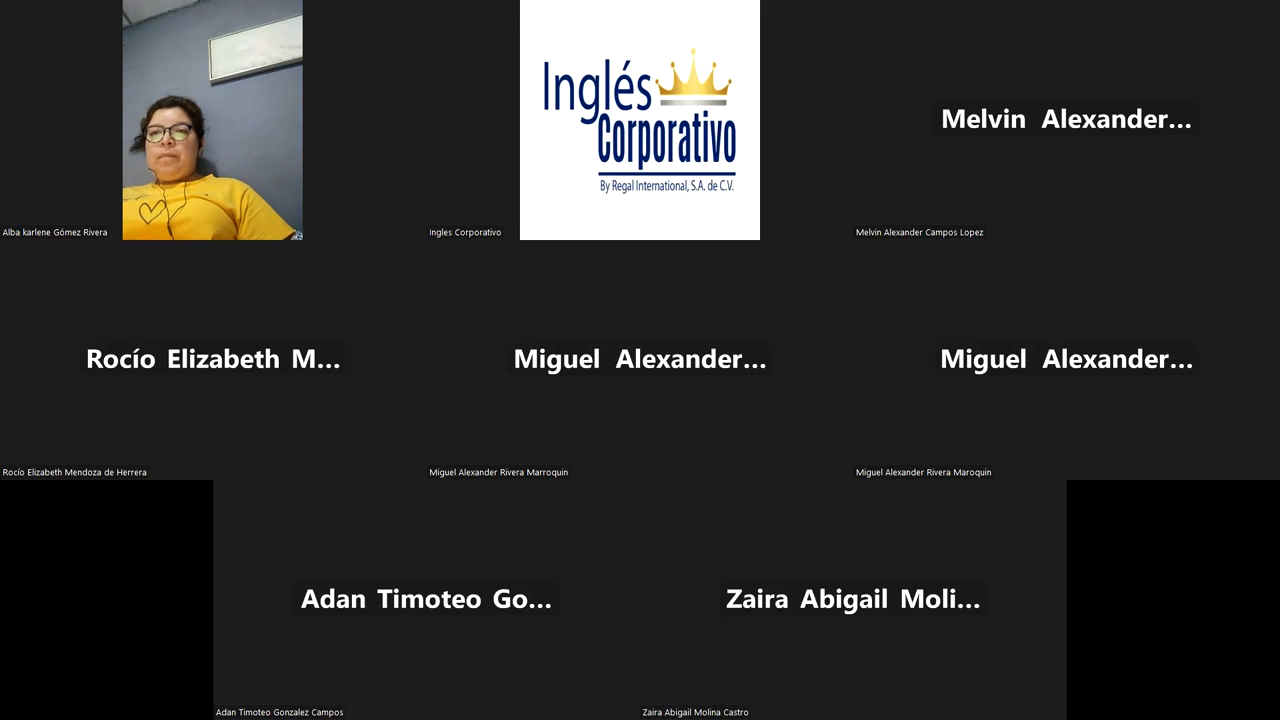 Inglés
Corporativo
By Regal International, S.A. de C.V.
Melvin Alexander...
Alba karlene Gómez Rivera
Ingles Corporativo
Melvin Alexander Campos Lopez
Rocío Elizabeth M...
Miguel Alexander...
Miguel Alexander...
Rocío Elizabeth Mendoza de Herrera
Miguel Alexander Rivera Marroquin
Miguel Alexander Rivera Maroquin
Adan Timoteo Go...
Zaira Abigail Moli...
Adan Timoteo Gonzalez Campos
Zaira Abigail Molina Castro